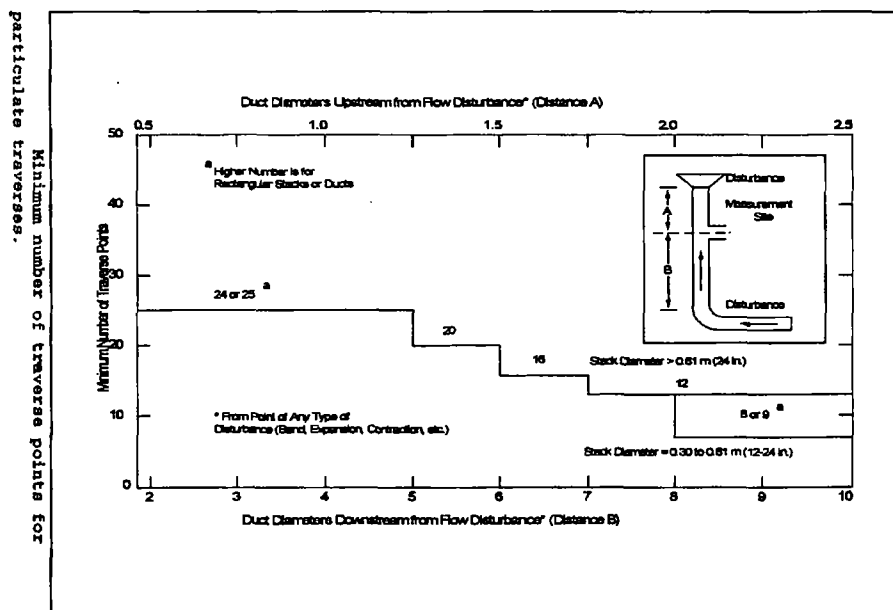 Minimum number of traverse points for
particulate traverses.
Duct Diameters Upstream from Flow Disturbance* (Distance A)
0.5 1.0 1.5 2.0 2.5
50
40
30
20
10
0
Minimum Number of Traverse Points
a Higher Number is for
Rectangular Stacks or Ducts
24 or 25 a
20
16
Stack Diameter > 0.61 m (24 in.)
12
8 or 9 a
Stack Diameter = 0.30 to 0.61 m (12-24 in.)
* From Point of Any Type of
Disturbance (Bend, Expansion, Contraction, etc.)
Disturbance
Measurement
Site
A
B
Disturbance
2 3 4 5 6 7 8 9 10
Duct Diameters Downstream from Flow Disturbance* (Distance B)